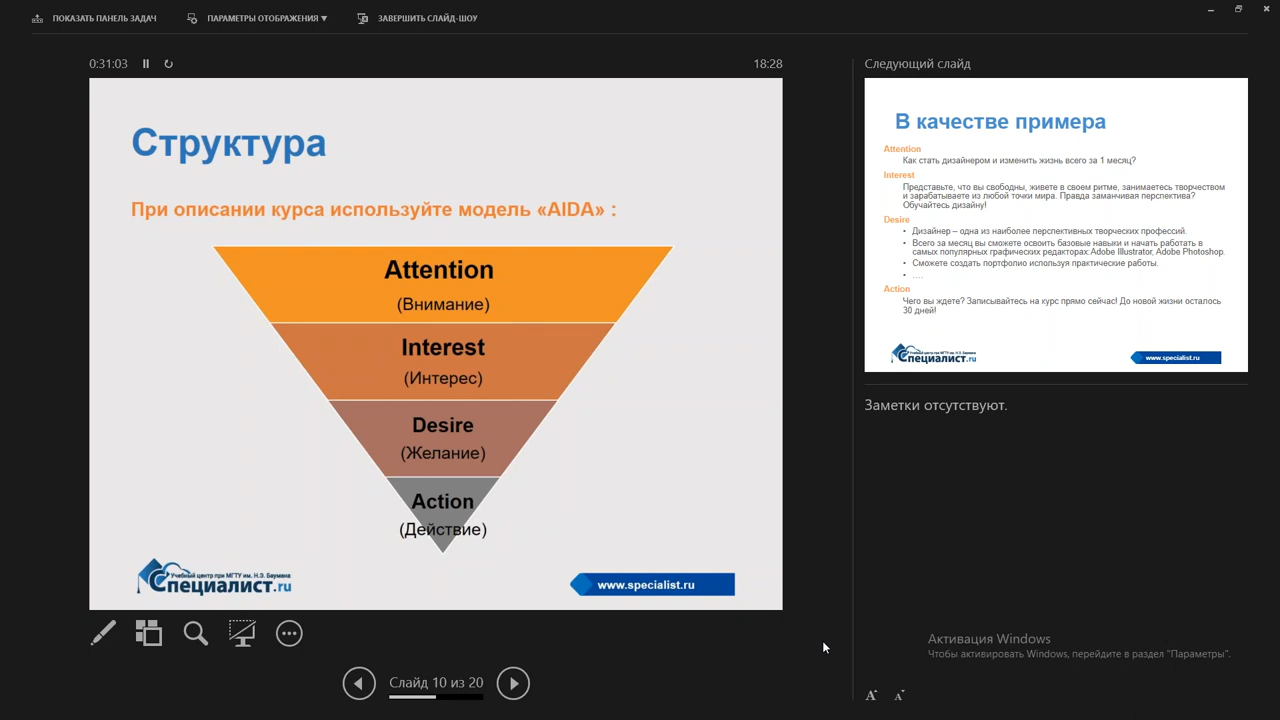 ПОКАЗАТЬ ПАНЕЛЬ ЗАДАЧ
ПАРАМЕТРЫ ОТОБРАЖЕНИЯ ▼
ЗАВЕРШИТЬ СЛАЙД-ШОУ
0:31:03
18:28
Структура
При описании курса используйте модель «AIDA» :
Attention
(Внимание)
Interest
(Интерес)
Desire
(Желание)
Action
(Действие)
Учебный центр при МГТУ им. Н.Э. Баумана
Специалист.ru
www.specialist.ru
Слайд 10 из 20
Следующий слайд
В качестве примера
Attention
Как стать дизайнером и изменить жизнь всего за 1 месяц?
Interest
Представьте, что вы свободны, живете в своем ритме, занимаетесь творчеством
и зарабатываете из любой точки мира. Правда заманчивая перспектива?
Обучайтесь дизайну!
Desire
• Дизайнер – одна из наиболее перспективных творческих профессий.
• Всего за месяц вы сможете освоить базовые навыки и начать работать в
самых популярных графических редакторах:Adobe Illustrator, Adobe Photoshop.
• Сможете создать портфолио используя практические работы.
• ....
Action
Чего вы ждете? Записывайтесь на курс прямо сейчас! До новой жизни осталось
30 дней!
Учебный центр при МГТУ им. Н.Э. Баумана
Специалист.ru
www.specialist.ru
Заметки отсутствуют.
Активация Windows
Чтобы активировать Windows, перейдите в раздел "Параметры".
A A